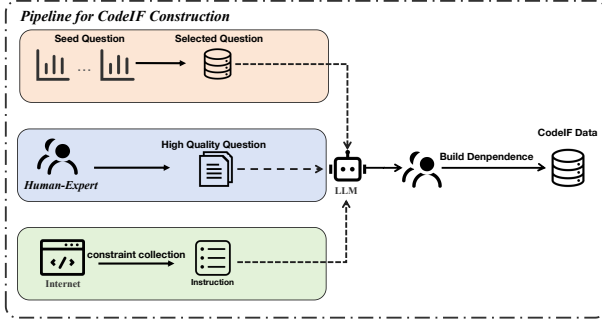 Pipeline for CodeIF Construction
Seed Question
Selected Question
...
High Quality Question
Human-Expert
LLM
Build Denpendence
CodeIF Data
constraint collection
</>
Internet
Instruction